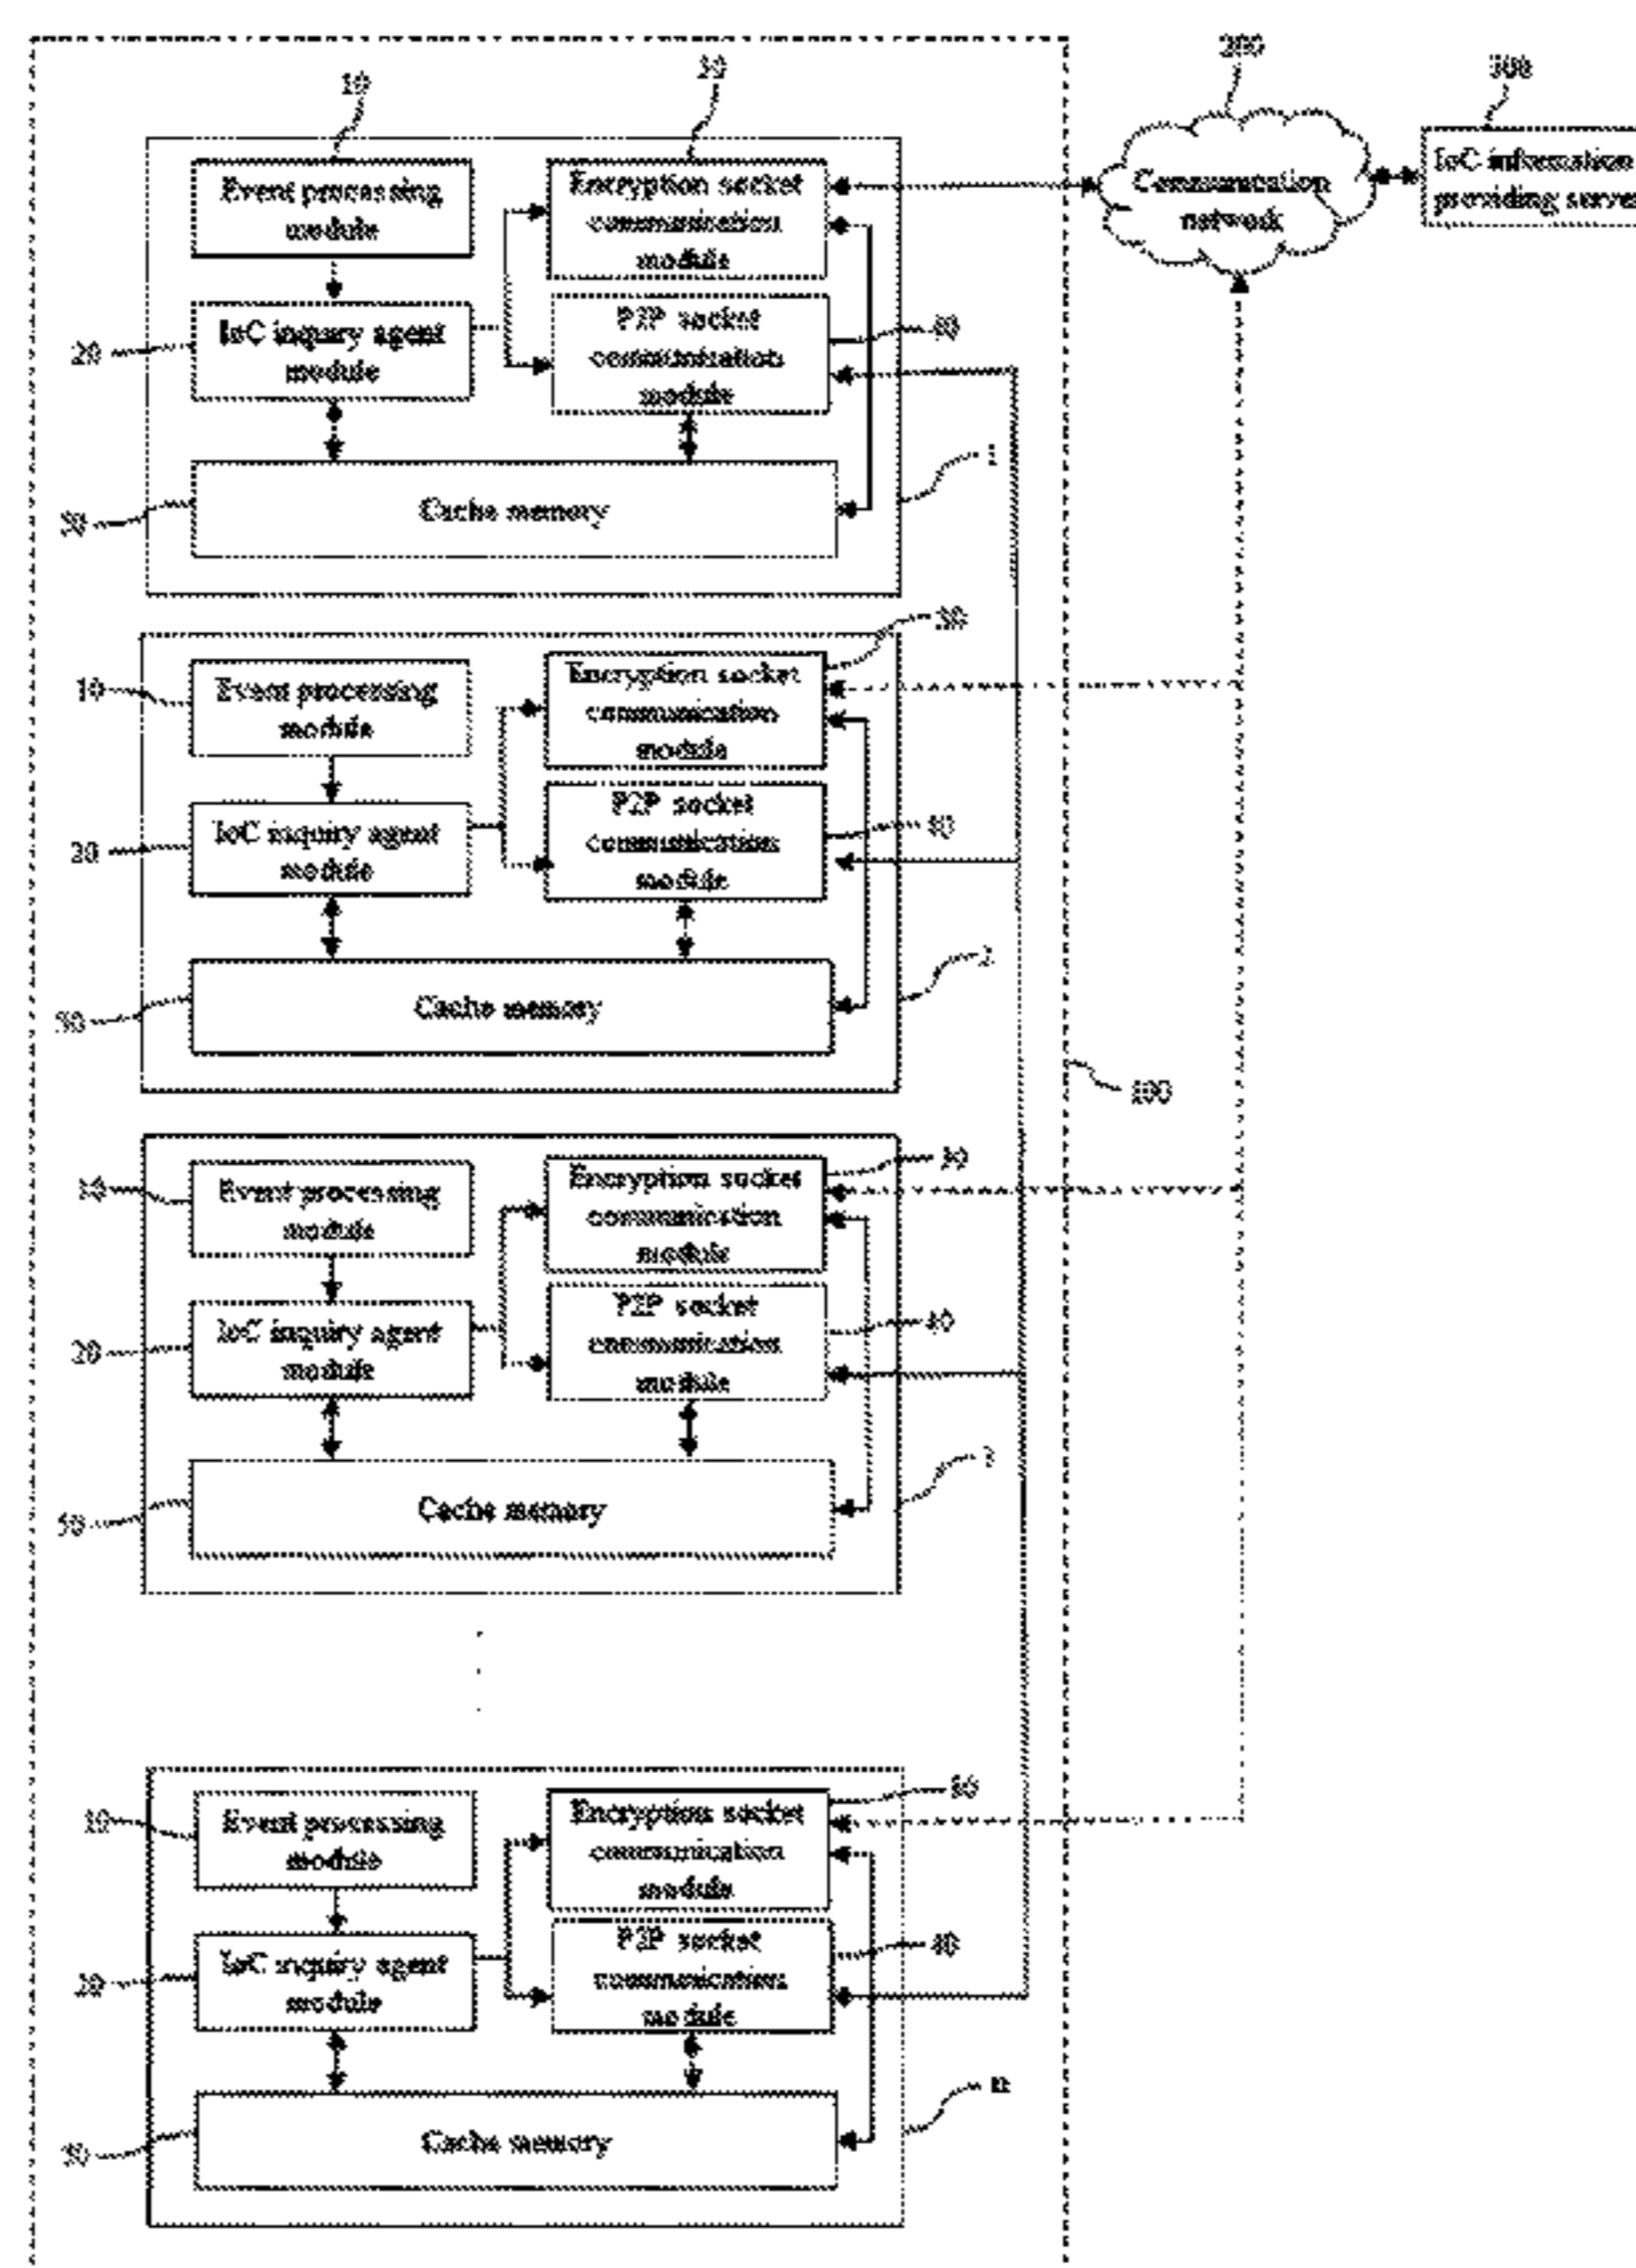 200
300
10
30
IoC information
providing server
Communication
network
Event processing
module
Encryption socket
communication
module
20
IoC inquiry agent
module
P2P socket
communication
module
40
1
50
Cache memory
30
10
Event processing
module
Encryption socket
communication
module
20
IoC inquiry agent
module
P2P socket
communication
module
40
2
50
Cache memory
100
30
10
Event processing
module
Encryption socket
communication
module
20
IoC inquiry agent
module
P2P socket
communication
module
40
3
50
Cache memory
10
Event processing
module
Encryption socket
communication
module
20
IoC inquiry agent
module
P2P socket
communication
module
40
n
50
Cache memory